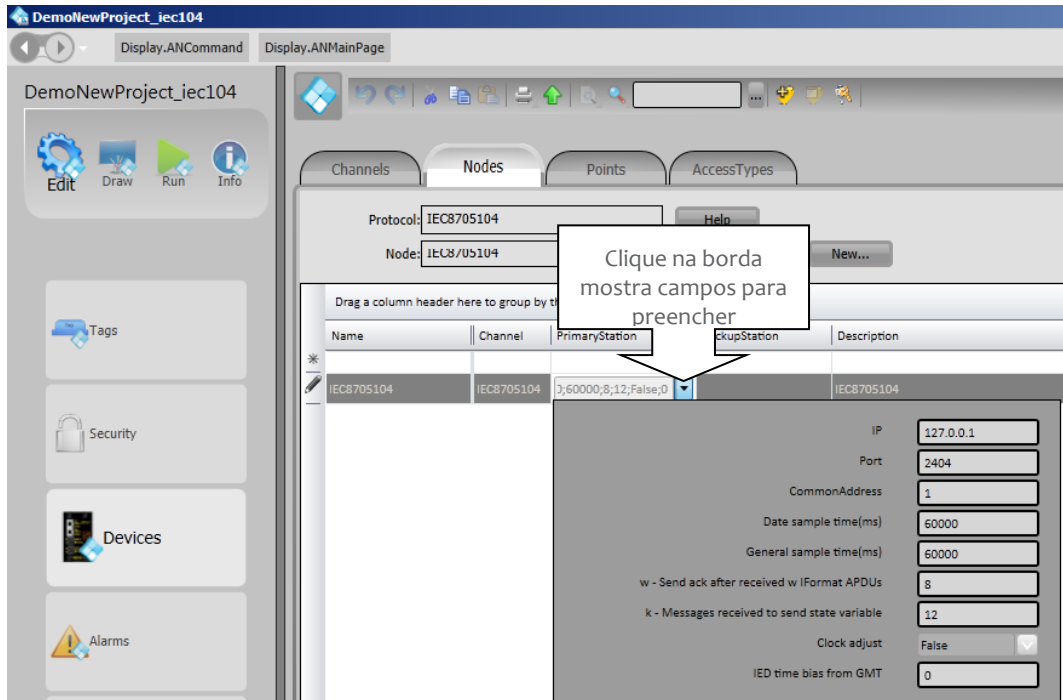 DemoNewProject_iec104
Display.ANCommand Display.ANMainPage
DemoNewProject_iec104
Edit Draw Run Info
...
Channels Nodes Points AccessTypes
Protocol: IEC8705104 Help
Node: IEC8705104 New...
Clique na borda
mostra campos para
preencher
Drag a column header here to group by
Name Channel PrimaryStation ckupStation Description
IEC8705104 IEC8705104 ;60000;8;12;False;0 IEC8705104
Tags
Security
Devices
Alarms
IP 127.0.0.1
Port 2404
CommonAddress 1
Date sample time(ms) 60000
General sample time(ms) 60000
w - Send ack after received w IFormat APDUs 8
k - Messages received to send state variable 12
Clock adjust False
IED time bias from GMT 0